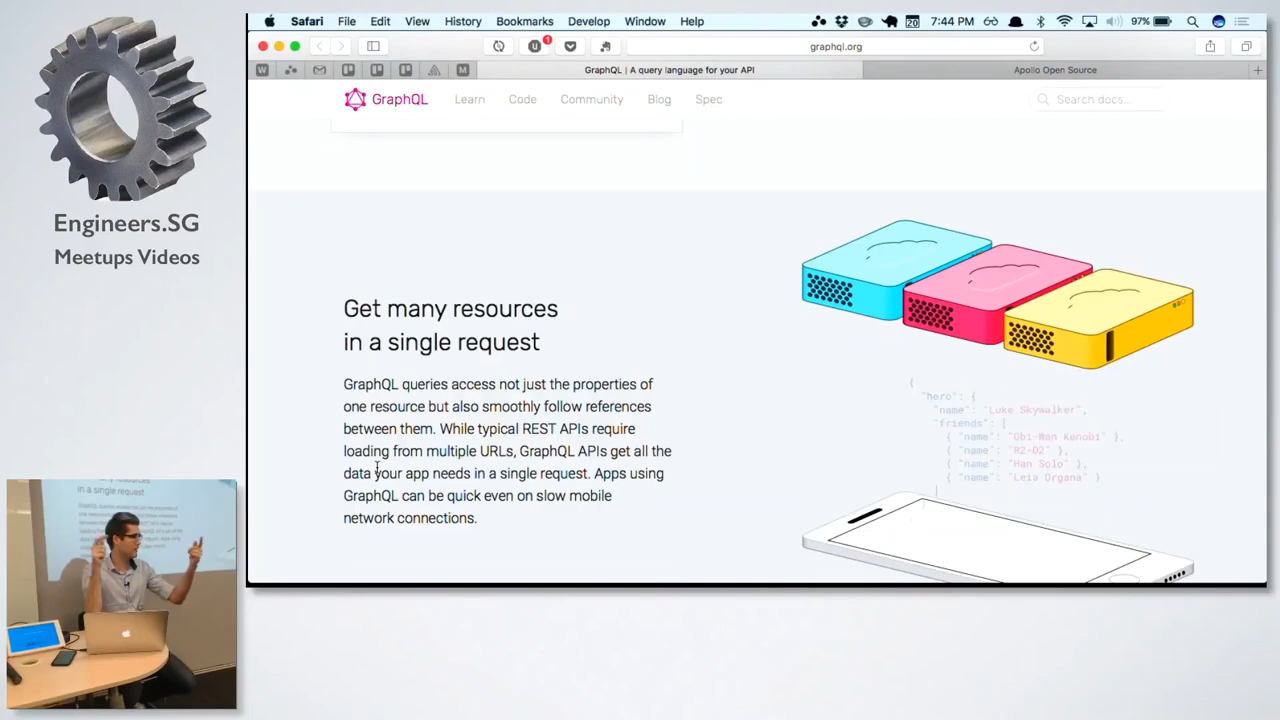 Safari File Edit View History Bookmarks Develop Window Help 20 7:44 PM 97%
1
graphql.org
W M GraphQL | A query language for your API Apollo Open Source
GraphQL Learn Code Community Blog Spec Search docs...
Engineers.SG
Meetups Videos
Get many resources
in a single request
GraphQL queries access not just the properties of
one resource but also smoothly follow references
between them. While typical REST APIs require
loading from multiple URLs, GraphQL APIs get all the
data your app needs in a single request. Apps using
GraphQL can be quick even on slow mobile
network connections.
{
"hero": {
"name": "Luke Skywalker",
"friends": [
{ "name": "Obi-Wan Kenobi" },
{ "name": "R2-D2" },
{ "name": "Han Solo" },
{ "name": "Leia Organa" }
]
in a single request